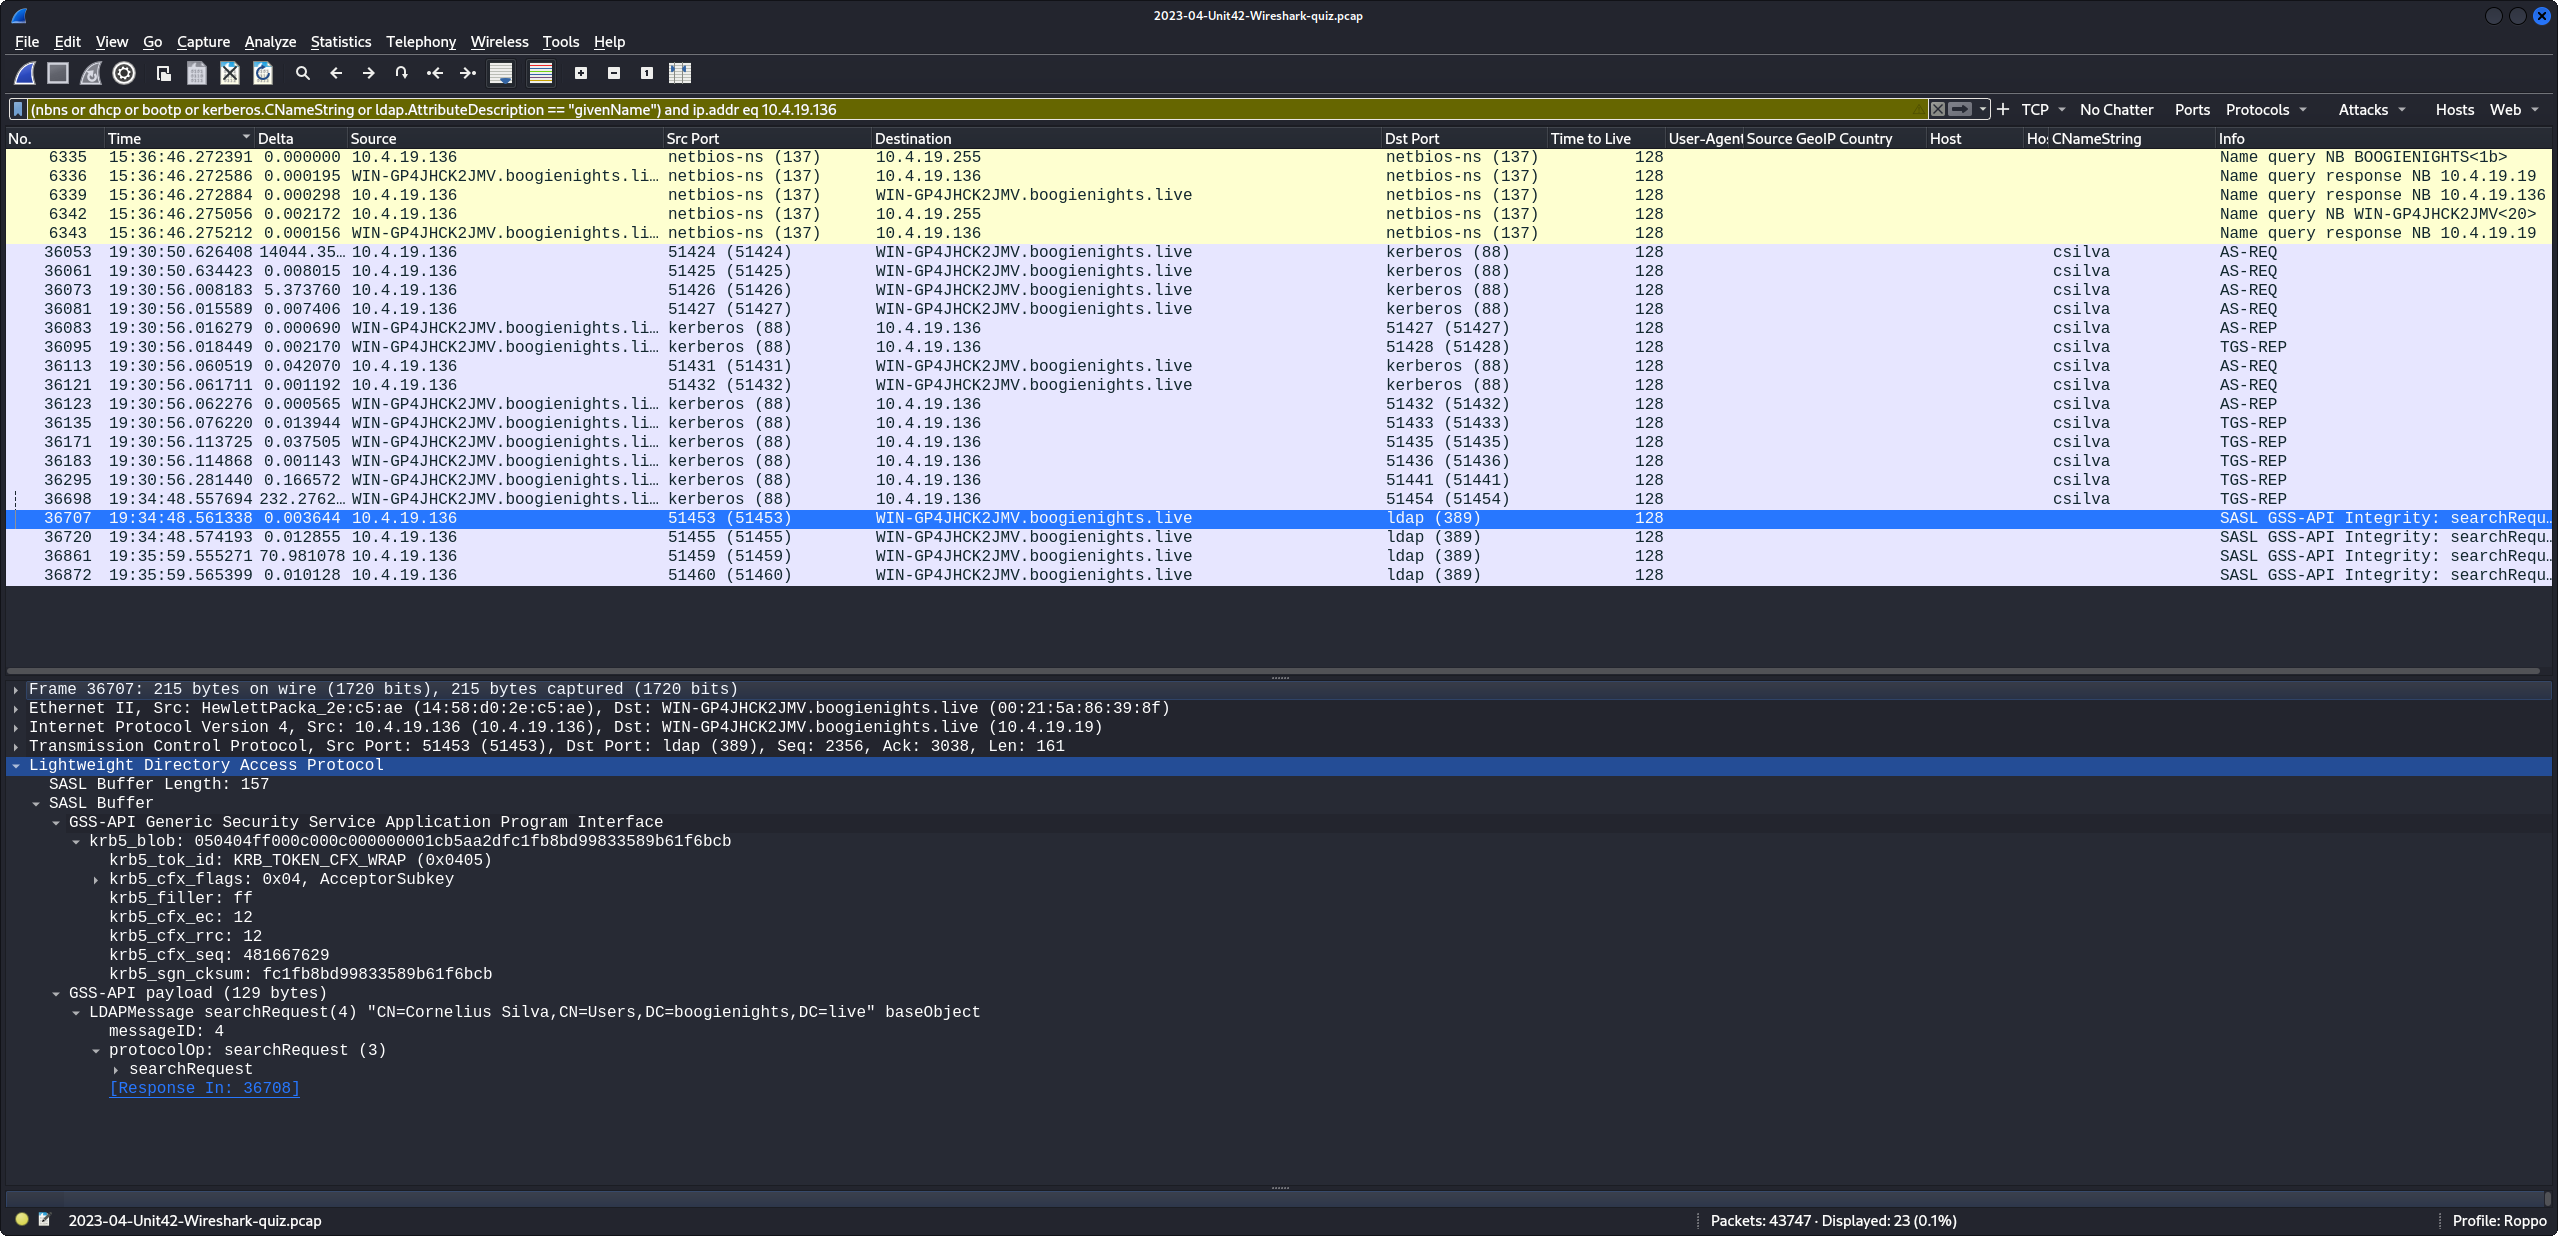 2023-04-Unit42-Wireshark-quiz.pcap
File Edit View Go Capture Analyze Statistics Telephony Wireless Tools Help
(nbns or dhcp or bootp or kerberos.CNameString or ldap.AttributeDescription == "givenName") and ip.addr eq 10.4.19.136 TCP No Chatter Ports Protocols Attacks Hosts Web
No. Time Delta Source Src Port Destination Dst Port Time to Live User-Agent Source GeoIP Country Host Ho CNameString Info
6335 15:36:46.272391 0.000000 10.4.19.136 netbios-ns (137) 10.4.19.255 netbios-ns (137) 128 Name query NB BOOGIENIGHTS<1b>
6336 15:36:46.272586 0.000195 WIN-GP4JHCK2JMV.boogienights.li… netbios-ns (137) 10.4.19.136 netbios-ns (137) 128 Name query response NB 10.4.19.19
6339 15:36:46.272884 0.000298 10.4.19.136 netbios-ns (137) WIN-GP4JHCK2JMV.boogienights.live netbios-ns (137) 128 Name query response NB 10.4.19.136
6342 15:36:46.275056 0.002172 10.4.19.136 netbios-ns (137) 10.4.19.255 netbios-ns (137) 128 Name query NB WIN-GP4JHCK2JMV<20>
6343 15:36:46.275212 0.000156 WIN-GP4JHCK2JMV.boogienights.li… netbios-ns (137) 10.4.19.136 netbios-ns (137) 128 Name query response NB 10.4.19.19
36053 19:30:50.626408 14044.35… 10.4.19.136 51424 (51424) WIN-GP4JHCK2JMV.boogienights.live kerberos (88) 128 csilva AS-REQ
36061 19:30:50.634423 0.008015 10.4.19.136 51425 (51425) WIN-GP4JHCK2JMV.boogienights.live kerberos (88) 128 csilva AS-REQ
36073 19:30:56.008183 5.373760 10.4.19.136 51426 (51426) WIN-GP4JHCK2JMV.boogienights.live kerberos (88) 128 csilva AS-REQ
36081 19:30:56.015589 0.007406 10.4.19.136 51427 (51427) WIN-GP4JHCK2JMV.boogienights.live kerberos (88) 128 csilva AS-REQ
36083 19:30:56.016279 0.000690 WIN-GP4JHCK2JMV.boogienights.li… kerberos (88) 10.4.19.136 51427 (51427) 128 csilva AS-REP
36095 19:30:56.018449 0.002170 WIN-GP4JHCK2JMV.boogienights.li… kerberos (88) 10.4.19.136 51428 (51428) 128 csilva TGS-REP
36113 19:30:56.060519 0.042070 10.4.19.136 51431 (51431) WIN-GP4JHCK2JMV.boogienights.live kerberos (88) 128 csilva AS-REQ
36121 19:30:56.061711 0.001192 10.4.19.136 51432 (51432) WIN-GP4JHCK2JMV.boogienights.live kerberos (88) 128 csilva AS-REQ
36123 19:30:56.062276 0.000565 WIN-GP4JHCK2JMV.boogienights.li… kerberos (88) 10.4.19.136 51432 (51432) 128 csilva AS-REP
36135 19:30:56.076220 0.013944 WIN-GP4JHCK2JMV.boogienights.li… kerberos (88) 10.4.19.136 51433 (51433) 128 csilva TGS-REP
36171 19:30:56.113725 0.037505 WIN-GP4JHCK2JMV.boogienights.li… kerberos (88) 10.4.19.136 51435 (51435) 128 csilva TGS-REP
36183 19:30:56.114868 0.001143 WIN-GP4JHCK2JMV.boogienights.li… kerberos (88) 10.4.19.136 51436 (51436) 128 csilva TGS-REP
36295 19:30:56.281440 0.166572 WIN-GP4JHCK2JMV.boogienights.li… kerberos (88) 10.4.19.136 51441 (51441) 128 csilva TGS-REP
36698 19:34:48.557694 232.2762… WIN-GP4JHCK2JMV.boogienights.li… kerberos (88) 10.4.19.136 51454 (51454) 128 csilva TGS-REP
36707 19:34:48.561338 0.003644 10.4.19.136 51453 (51453) WIN-GP4JHCK2JMV.boogienights.live ldap (389) 128 SASL GSS-API Integrity: searchRequ…
36720 19:34:48.574193 0.012855 10.4.19.136 51455 (51455) WIN-GP4JHCK2JMV.boogienights.live ldap (389) 128 SASL GSS-API Integrity: searchRequ…
36861 19:35:59.555271 70.981078 10.4.19.136 51459 (51459) WIN-GP4JHCK2JMV.boogienights.live ldap (389) 128 SASL GSS-API Integrity: searchRequ…
36872 19:35:59.565399 0.010128 10.4.19.136 51460 (51460) WIN-GP4JHCK2JMV.boogienights.live ldap (389) 128 SASL GSS-API Integrity: searchRequ…
Frame 36707: 215 bytes on wire (1720 bits), 215 bytes captured (1720 bits)
Ethernet II, Src: HewlettPacka_2e:c5:ae (14:58:d0:2e:c5:ae), Dst: WIN-GP4JHCK2JMV.boogienights.live (00:21:5a:86:39:8f)
Internet Protocol Version 4, Src: 10.4.19.136 (10.4.19.136), Dst: WIN-GP4JHCK2JMV.boogienights.live (10.4.19.19)
Transmission Control Protocol, Src Port: 51453 (51453), Dst Port: ldap (389), Seq: 2356, Ack: 3038, Len: 161
Lightweight Directory Access Protocol
SASL Buffer Length: 157
SASL Buffer
GSS-API Generic Security Service Application Program Interface
krb5_blob: 050404ff000c000c000000001cb5aa2dfc1fb8bd99833589b61f6bcb
krb5_tok_id: KRB_TOKEN_CFX_WRAP (0x0405)
krb5_cfx_flags: 0x04, AcceptorSubkey
krb5_filler: ff
krb5_cfx_ec: 12
krb5_cfx_rrc: 12
krb5_cfx_seq: 481667629
krb5_sgn_cksum: fc1fb8bd99833589b61f6bcb
GSS-API payload (129 bytes)
LDAPMessage searchRequest(4) "CN=Cornelius Silva,CN=Users,DC=boogienights,DC=live" baseObject
messageID: 4
protocolOp: searchRequest (3)
searchRequest
[Response In: 36708]
2023-04-Unit42-Wireshark-quiz.pcap Packets: 43747 · Displayed: 23 (0.1%) Profile: Roppo